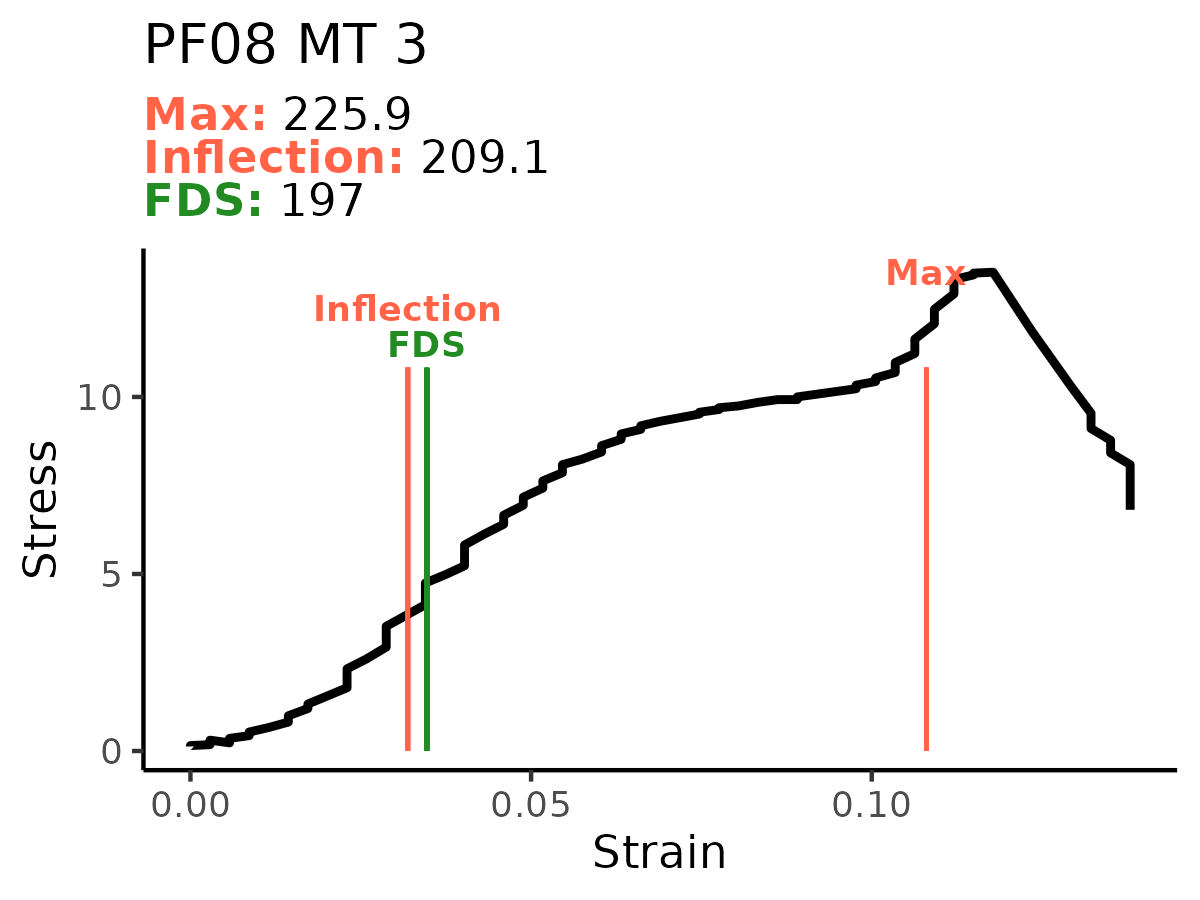 PF08 MT 3
Max: 225.9
Inflection: 209.1
FDS: 197
Max
Inflection
FDS
10
5
0
Stress
0.00 0.05 0.10
Strain